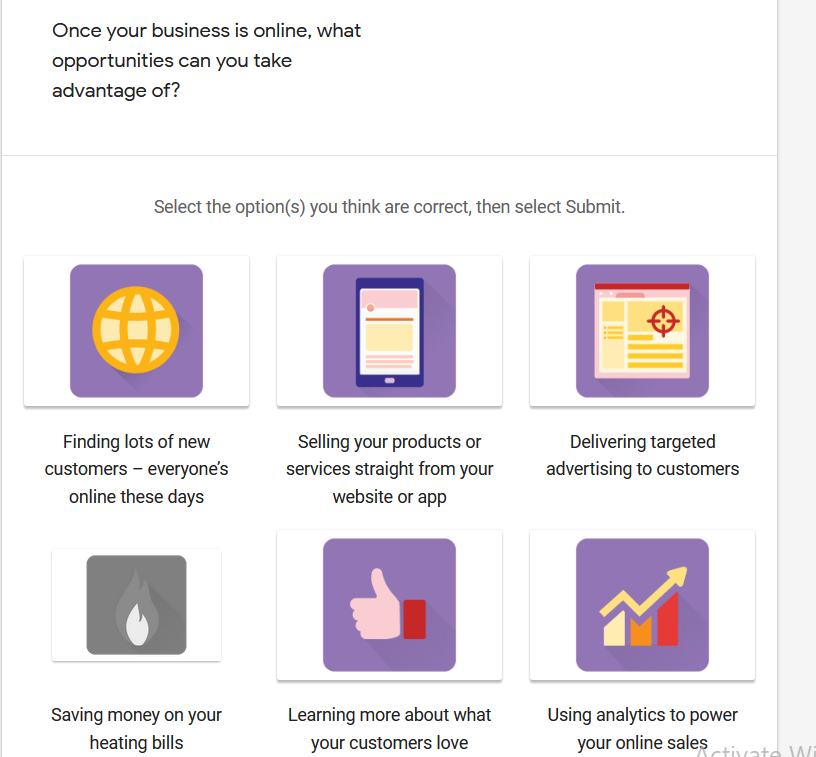 Once your business is online, what
opportunities can you take
advantage of?
Select the option(s) you think are correct, then select Submit.
Finding lots of new
customers – everyone's
online these days
Selling your products or
services straight from your
website or app
Delivering targeted
advertising to customers
Saving money on your
heating bills
Learning more about what
your customers love
Using analytics to power
your online sales
Activate